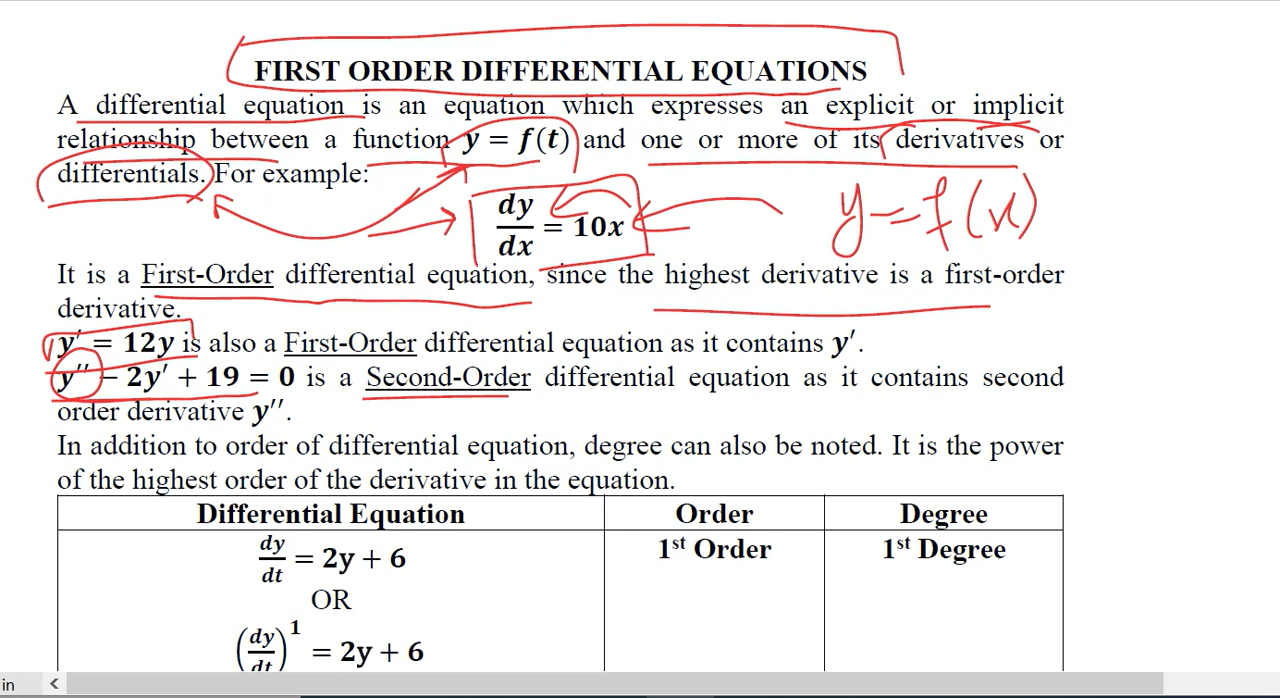 FIRST ORDER DIFFERENTIAL EQUATIONS
A differential equation is an equation which expresses an explicit or implicit
relationship between a function y = f(t) and one or more of its derivatives or
differentials. For example:
dy/dx = 10x
y = f(x)
It is a First-Order differential equation, since the highest derivative is a first-order
derivative.
y′ = 12y is also a First-Order differential equation as it contains y′.
y′′ − 2y′ + 19 = 0 is a Second-Order differential equation as it contains second
order derivative y′′.
In addition to order of differential equation, degree can also be noted. It is the power
of the highest order of the derivative in the equation.
Differential Equation Order Degree
dy/dt = 2y + 6 1st Order 1st Degree
OR
(dy/dt)^1 = 2y + 6
in